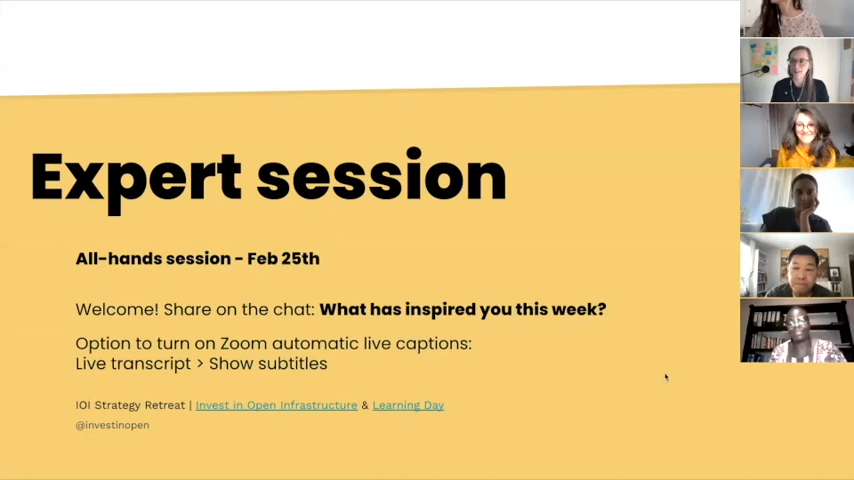 Expert session
All-hands session - Feb 25th
Welcome! Share on the chat: What has inspired you this week?
Option to turn on Zoom automatic live captions:
Live transcript > Show subtitles
IOI Strategy Retreat | Invest in Open Infrastructure & Learning Day
@investinopen